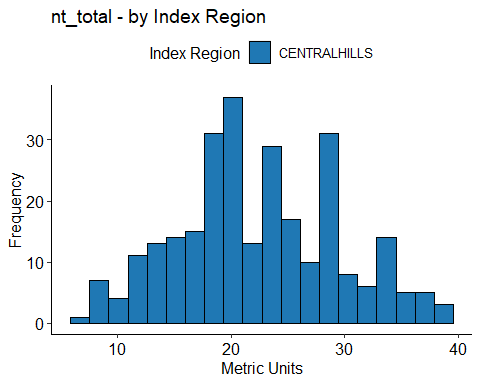 nt_total - by Index Region
Index Region CENTRALHILLS
Frequency
30
20
10
0
10 20 30 40
Metric Units